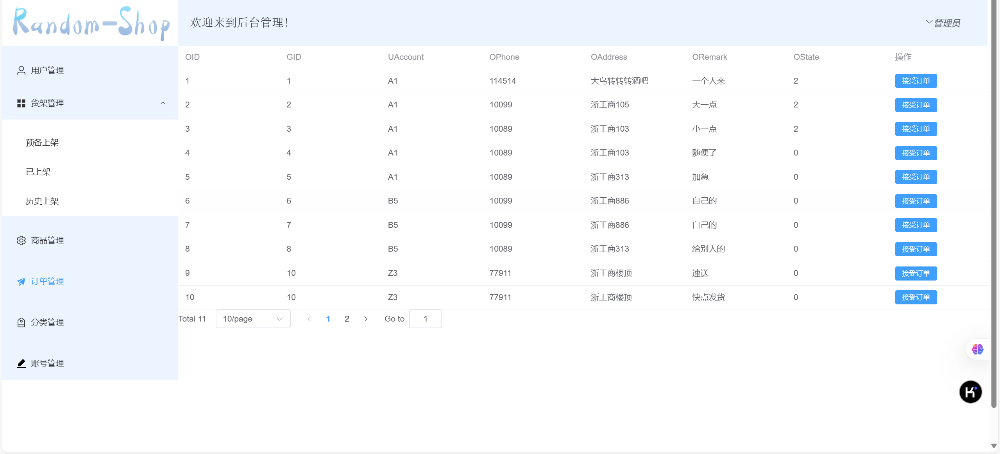 Random-Shop
欢迎来到后台管理！
管理员
用户管理
货架管理
预备上架
已上架
历史上架
商品管理
订单管理
分类管理
账号管理
OID GID UAccount OPhone OAddress ORemark OState 操作
1 1 A1 114514 大鸟转转转酒吧 一个人来 2 接受订单
2 2 A1 10099 浙工商105 大一点 2 接受订单
3 3 A1 10089 浙工商103 小一点 2 接受订单
4 4 A1 10089 浙工商103 随便了 0 接受订单
5 5 A1 10089 浙工商313 加急 0 接受订单
6 6 B5 10099 浙工商886 自己的 0 接受订单
7 7 B5 10099 浙工商886 自己的 0 接受订单
8 8 B5 10089 浙工商313 给别人的 0 接受订单
9 10 Z3 77911 浙工商楼顶 速送 0 接受订单
10 10 Z3 77911 浙工商楼顶 快点发货 0 接受订单
Total 11 10/page 1 2 Go to 1
K